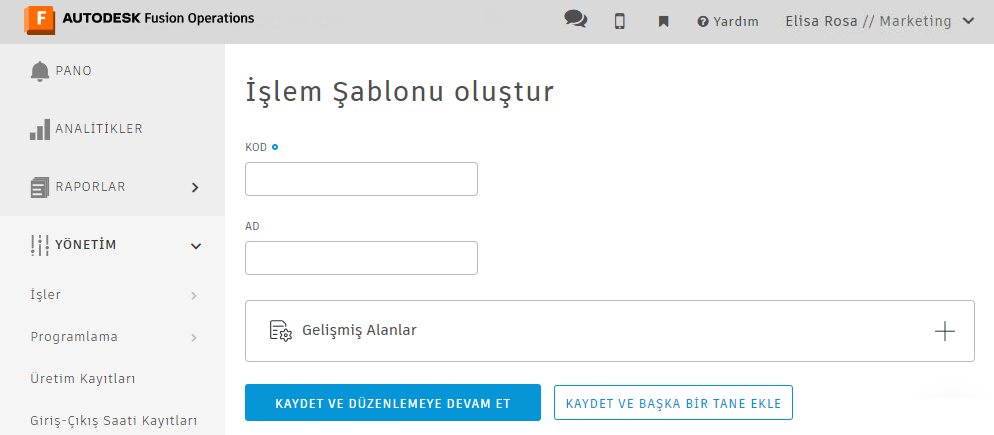 AUTODESK Fusion Operations
Yardım
Elisa Rosa // Marketing
PANO
ANALİTİKLER
RAPORLAR
YÖNETİM
İşler
Programlama
Üretim Kayıtları
Giriş-Çıkış Saati Kayıtları
İşlem Şablonu oluştur
KOD
AD
Gelişmiş Alanlar
KAYDET VE DÜZENLEMEYE DEVAM ET
KAYDET VE BAŞKA BİR TANE EKLE